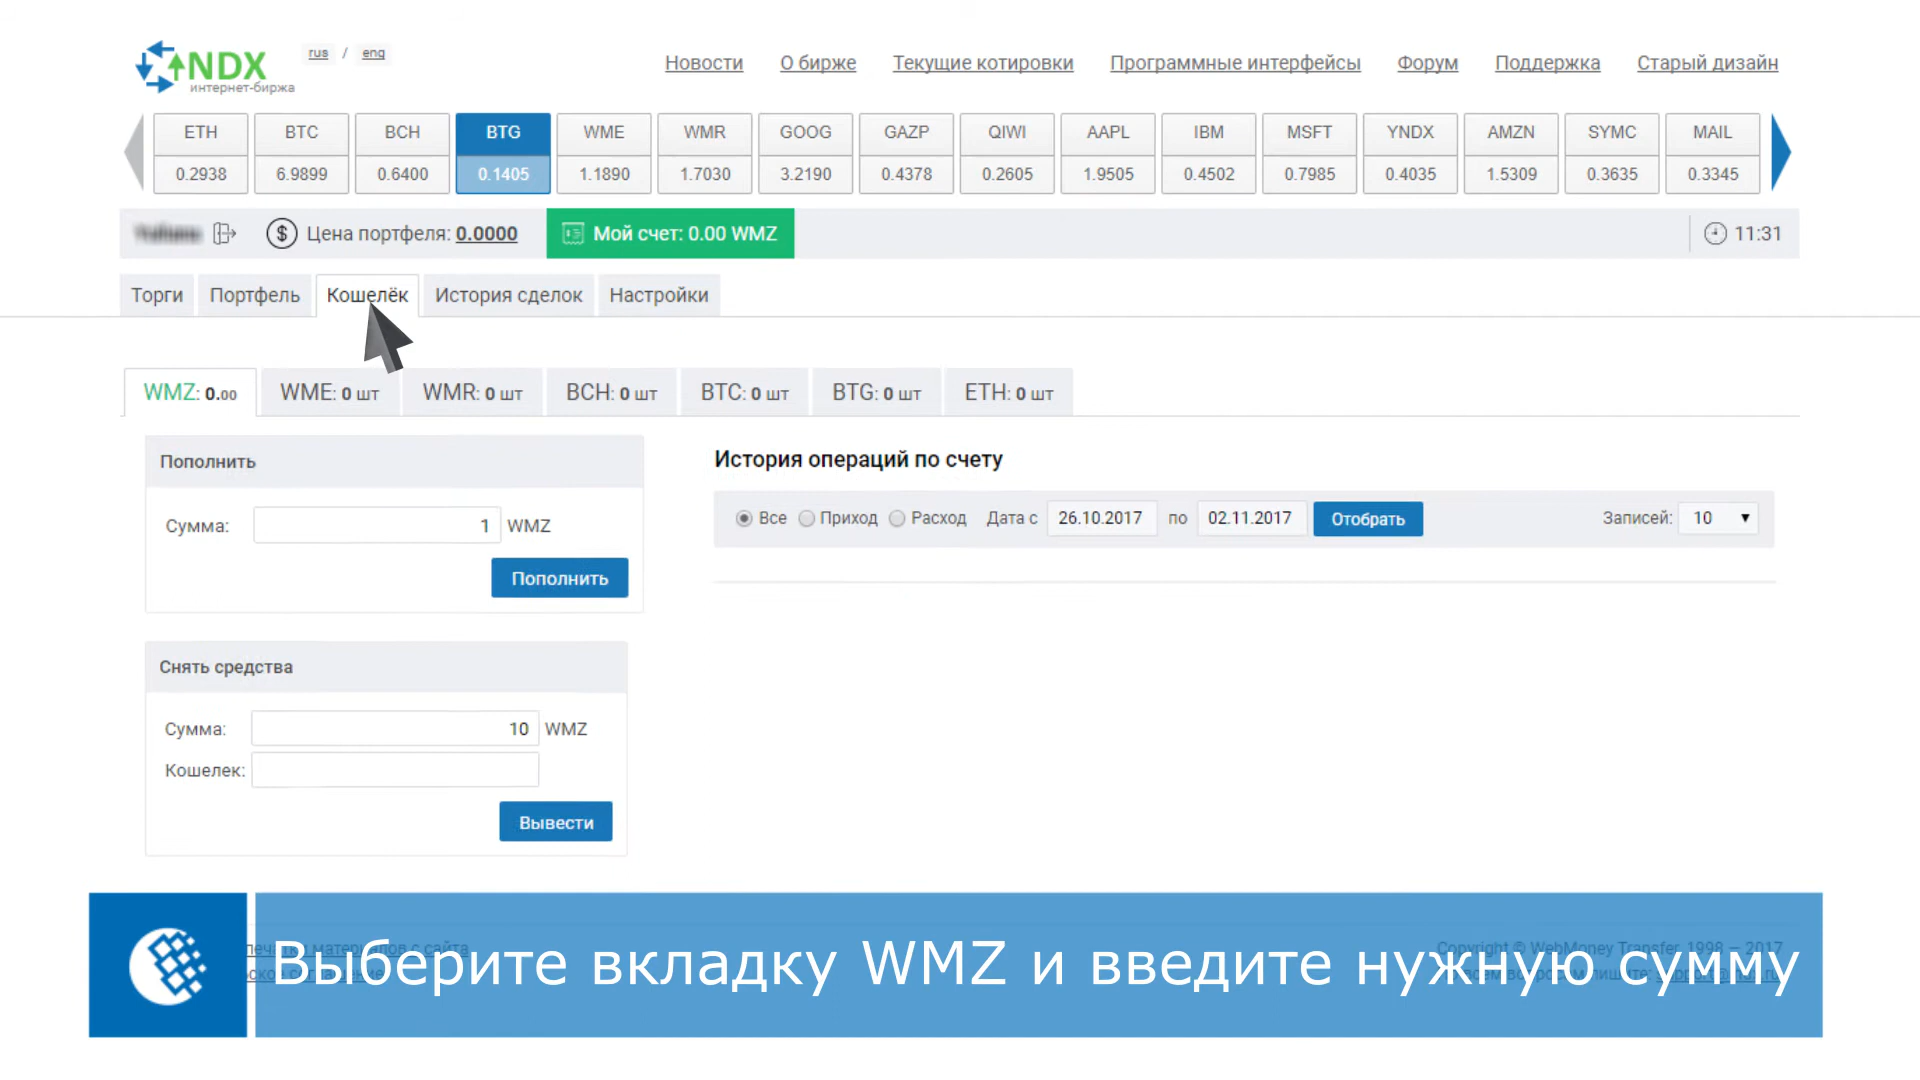 NDX
интернет-биржа
rus / eng
Новости О бирже Текущие котировки Программные интерфейсы Форум Поддержка Старый дизайн
ETH BTC BCH BTG WME WMR GOOG GAZP QIWI AAPL IBM MSFT YNDX AMZN SYMC MAIL
0.2938 6.9899 0.6400 0.1405 1.1890 1.7030 3.2190 0.4378 0.2605 1.9505 0.4502 0.7985 0.4035 1.5309 0.3635 0.3345
$ Цена портфеля: 0.0000 Мой счет: 0.00 WMZ 11:31
Торги Портфель Кошелёк История сделок Настройки
WMZ: 0.00 WME: 0 шт WMR: 0 шт BCH: 0 шт BTC: 0 шт BTG: 0 шт ETH: 0 шт
Пополнить
Сумма: 1 WMZ
Пополнить
История операций по счету
Все Приход Расход Дата с 26.10.2017 по 02.11.2017 Отобрать Записей: 10
Снять средства
Сумма: 10 WMZ
Кошелек:
Вывести
Выберите вкладку WMZ и введите нужную сумму
материалов с сайта
Copyright © WebMoney Transfer, 1998 — 2017